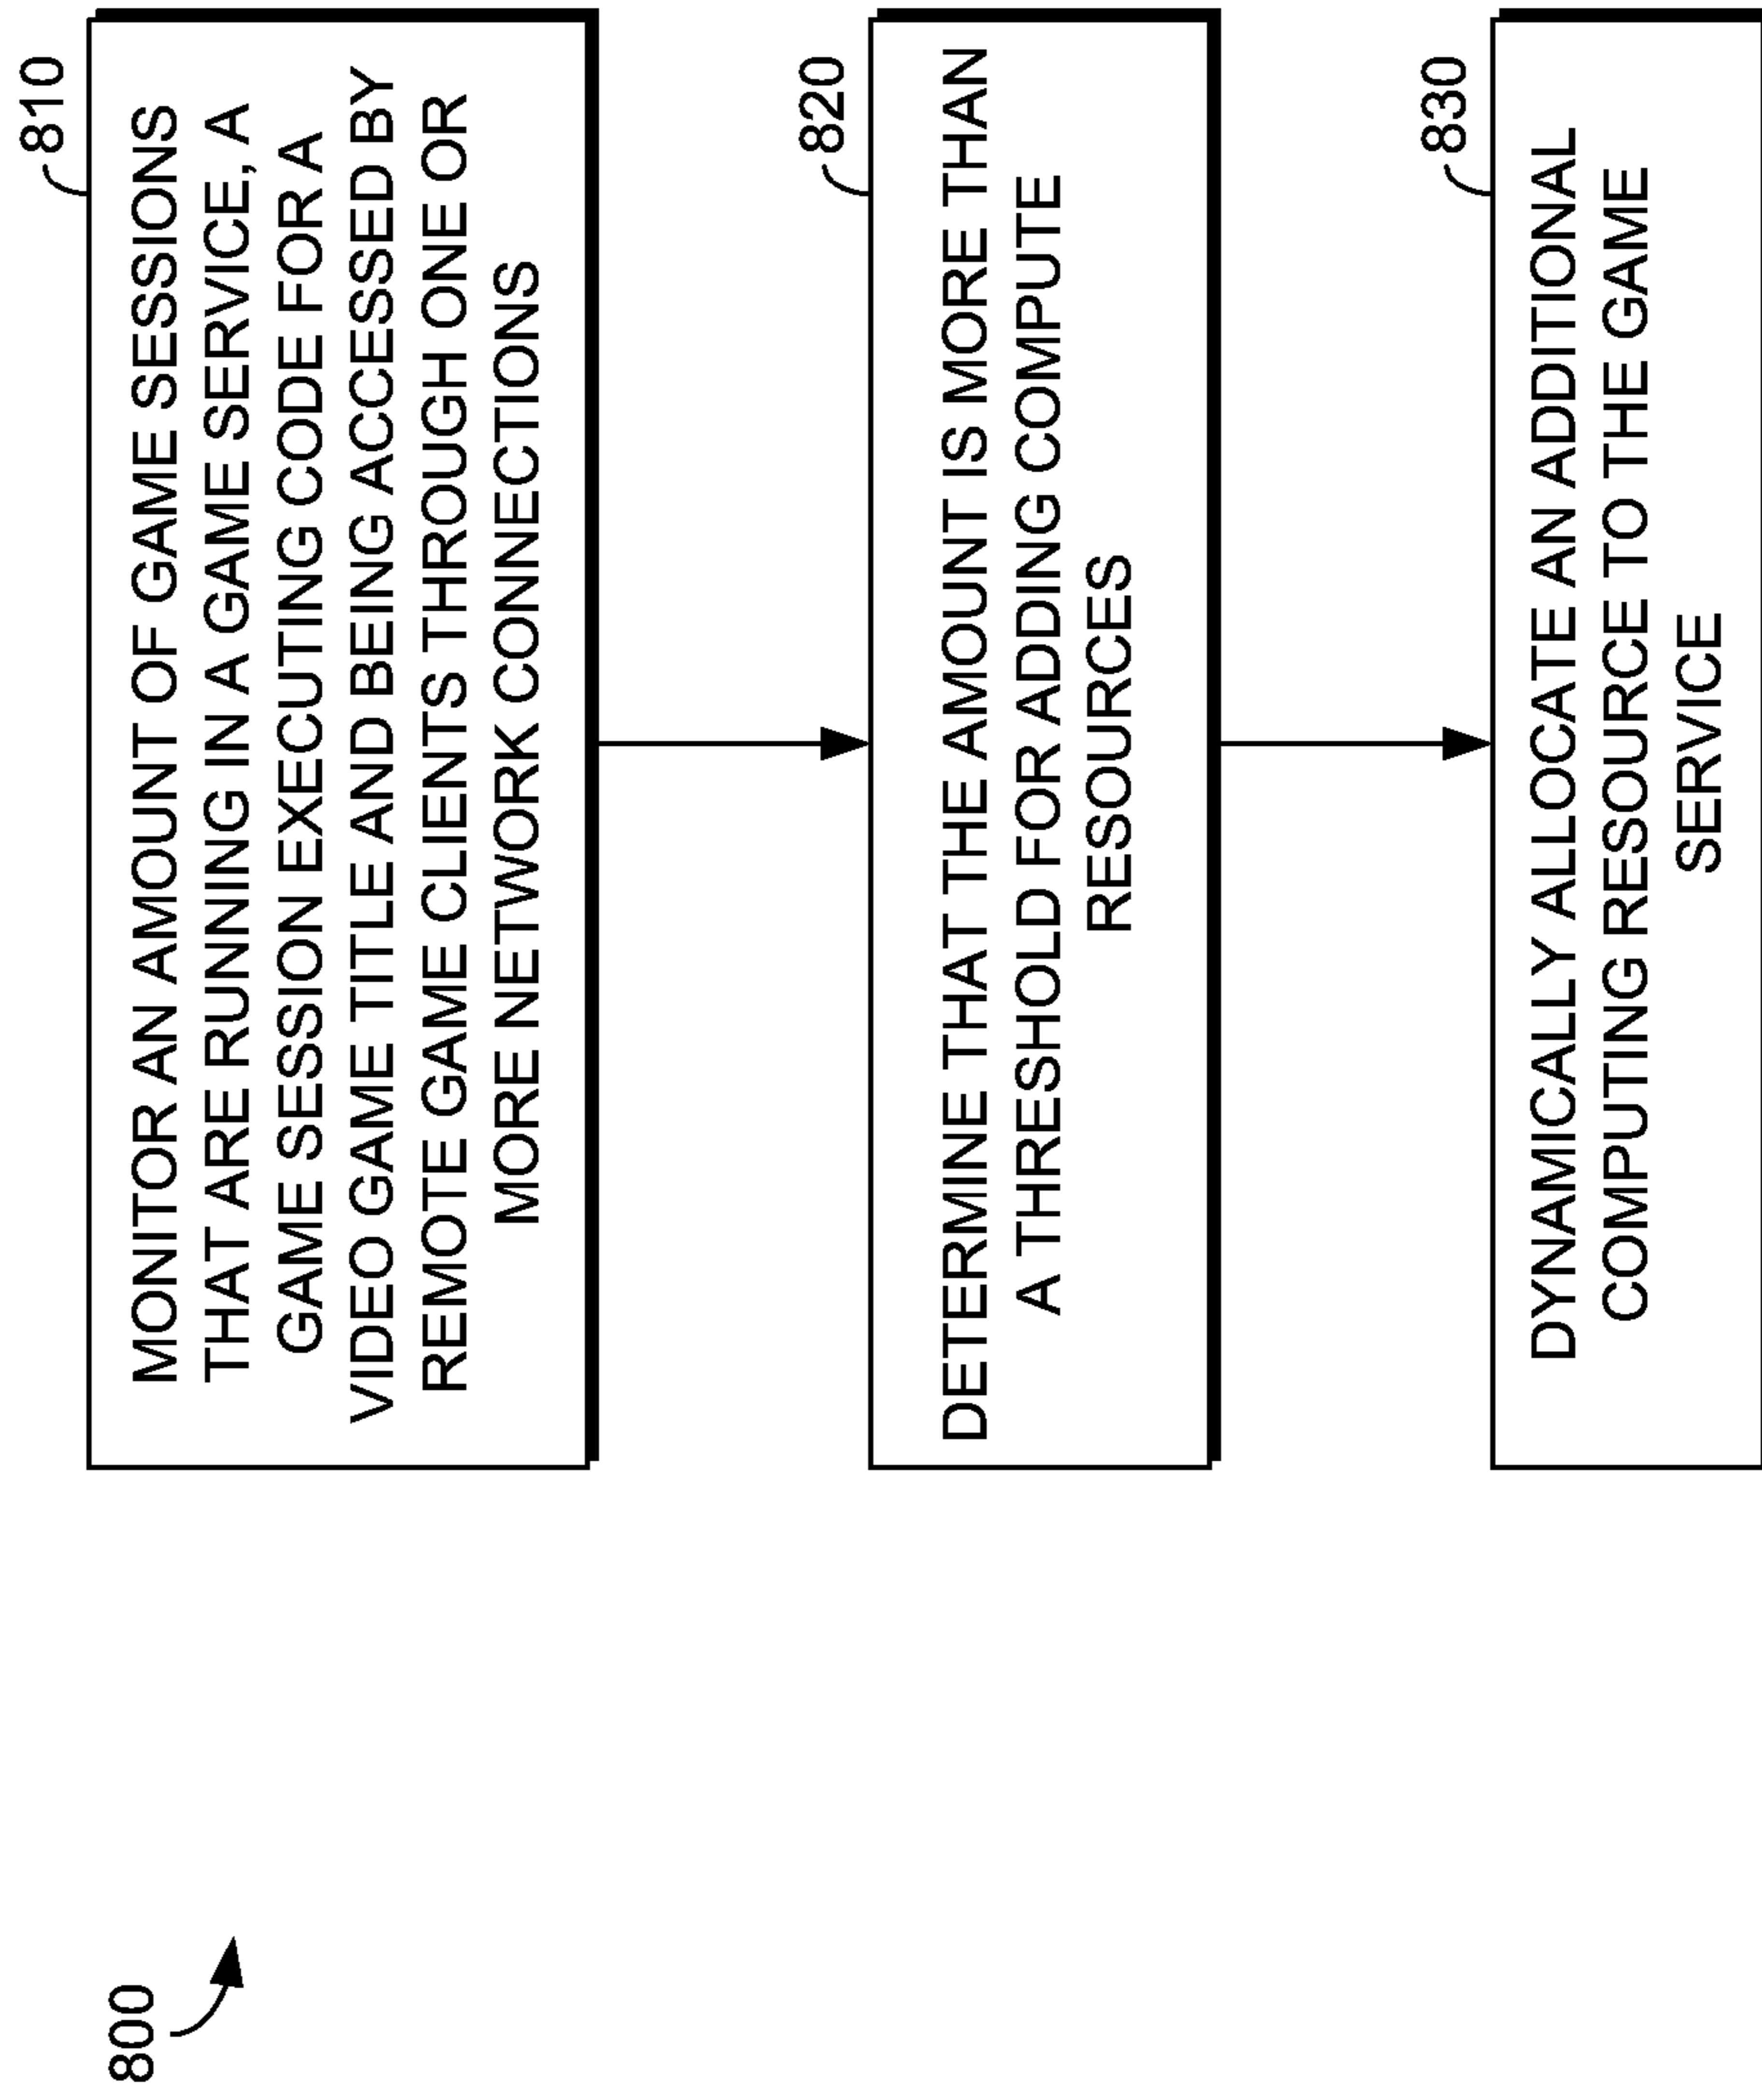 800
810
MONITOR AN AMOUNT OF GAME SESSIONS
THAT ARE RUNNING IN A GAME SERVICE, A
GAME SESSION EXECUTING CODE FOR A
VIDEO GAME TITLE AND BEING ACCESSED BY
REMOTE GAME CLIENTS THROUGH ONE OR
MORE NETWORK CONNECTIONS
820
DETERMINE THAT THE AMOUNT IS MORE THAN
A THRESHOLD FOR ADDING COMPUTE
RESOURCES
830
DYNAMICALLY ALLOCATE AN ADDITIONAL
COMPUTING RESOURCE TO THE GAME
SERVICE